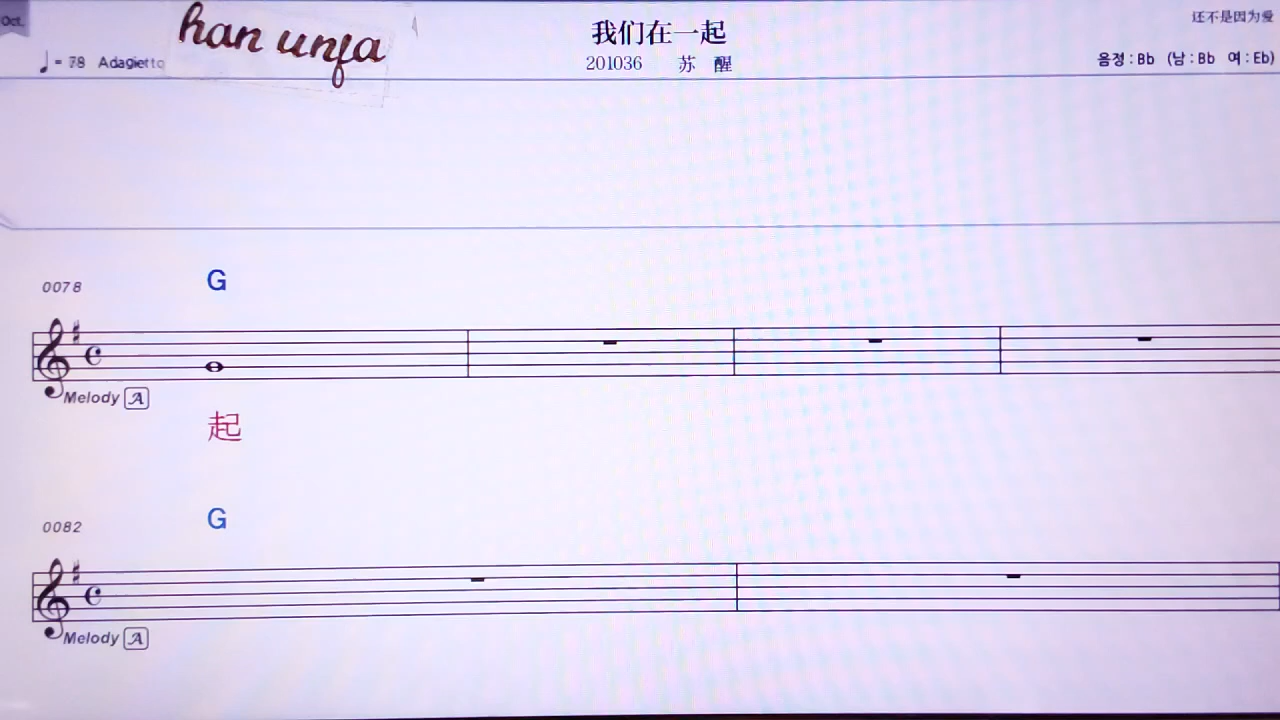 Oct.
han unfa
我们在一起
还不是因为爱
♩= 78 Adagietto
201036 苏 醒
음정 : Bb (남 : Bb 여 : Eb)
G
0078
Melody A
起
G
0082
Melody A